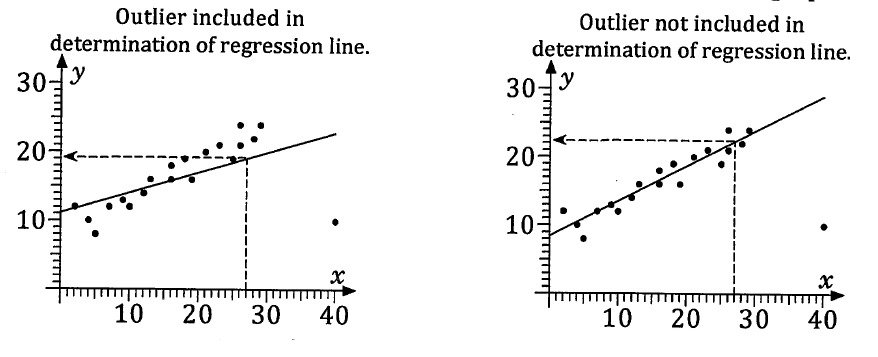 Outlier included in
determination of regression line.
y
30
20
10
x
10 20 30 40
Outlier not included in
determination of regression line.
y
30
20
10
x
10 20 30 40